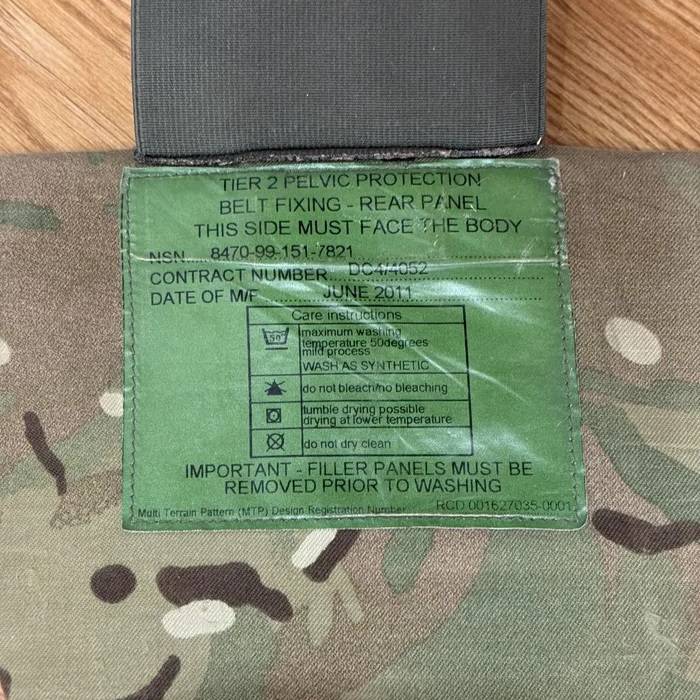 TIER 2 PELVIC PROTECTION
BELT FIXING - REAR PANEL
THIS SIDE MUST FACE THE BODY
NSN 8470-99-151-7821
CONTRACT NUMBER DC4/4052
DATE OF M/F JUNE 2011
Care instructions
50°
maximum washing
temperature 50degrees
mild process
WASH AS SYNTHETIC
do not bleach/no bleaching
tumble drying possible
drying at lower temperature
do not dry clean
IMPORTANT - FILLER PANELS MUST BE
REMOVED PRIOR TO WASHING
Multi Terrain Pattern (MTP) Design Registration Number RCD 001627035-0001